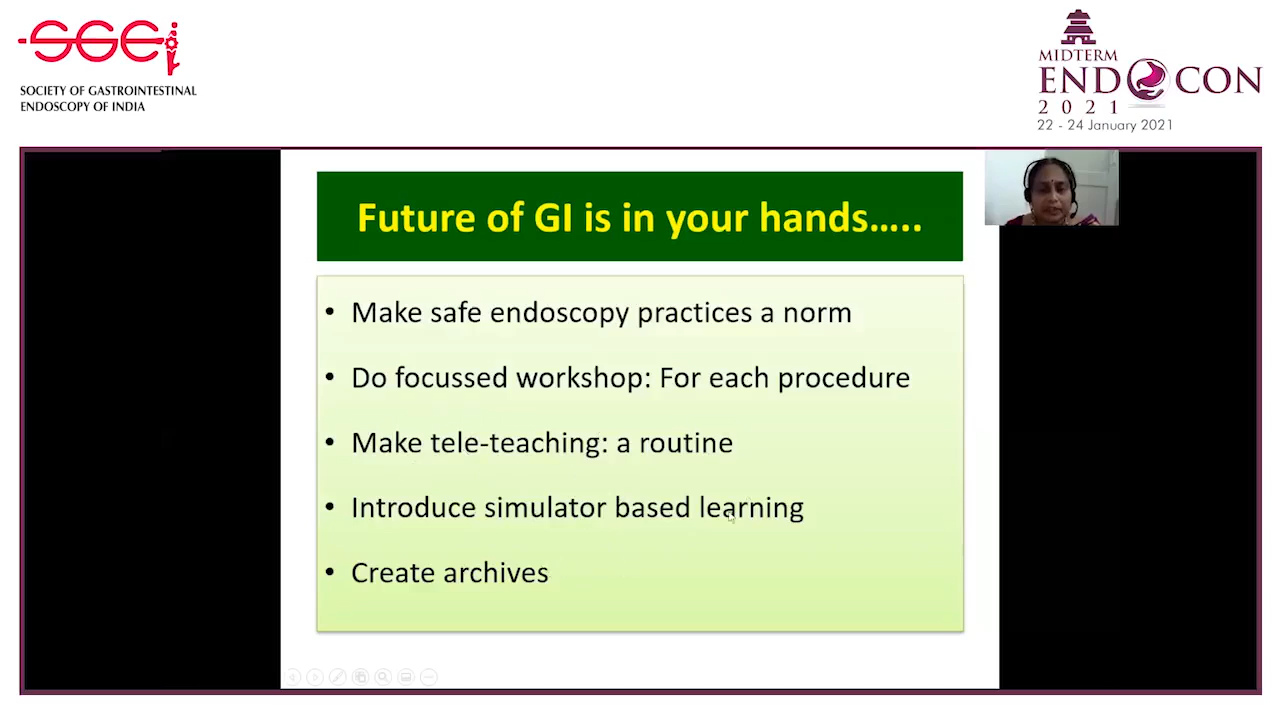 SGEI
SOCIETY OF GASTROINTESTINAL
ENDOSCOPY OF INDIA
MIDTERM
ENDOCON
2021
22 - 24 January 2021
Future of GI is in your hands…..
• Make safe endoscopy practices a norm
• Do focussed workshop: For each procedure
• Make tele-teaching: a routine
• Introduce simulator based learning
• Create archives